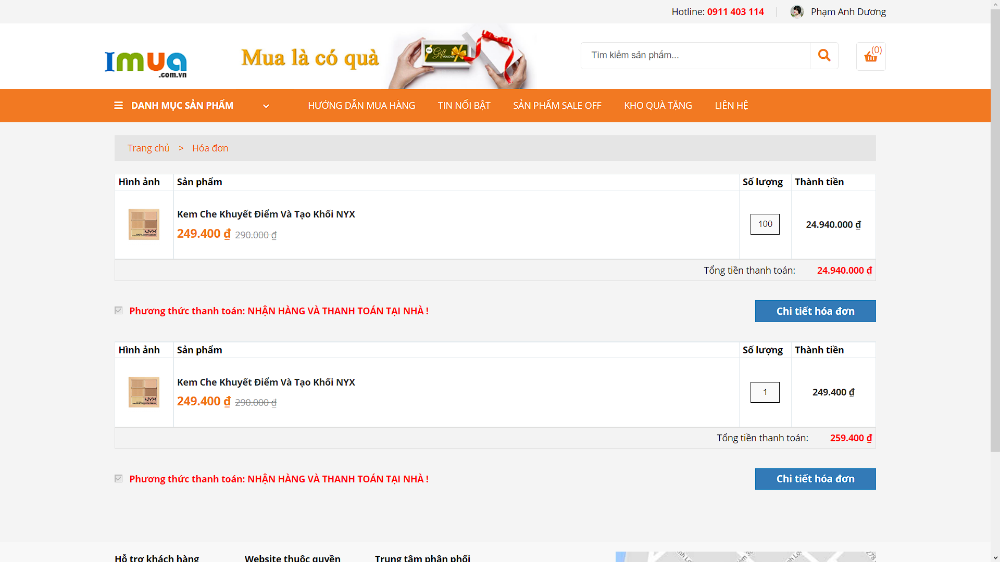 Hotline: 0911 403 114
Phạm Anh Dương
Imua
.com.vn
Mua là có quà
Gift
VOUCHER
Tìm kiếm sản phẩm...
(0)
DANH MỤC SẢN PHẨM
HƯỚNG DẪN MUA HÀNG
TIN NỔI BẬT
SẢN PHẨM SALE OFF
KHO QUÀ TẶNG
LIÊN HỆ
Trang chủ > Hóa đơn
Hình ảnh Sản phẩm Số lượng Thành tiền
NYX
Kem Che Khuyết Điểm Và Tạo Khối NYX
249.400 ₫ 290.000 ₫
100
24.940.000 ₫
Tổng tiền thanh toán: 24.940.000 ₫
Phương thức thanh toán: NHẬN HÀNG VÀ THANH TOÁN TẠI NHÀ !
Chi tiết hóa đơn
Hình ảnh Sản phẩm Số lượng Thành tiền
NYX
Kem Che Khuyết Điểm Và Tạo Khối NYX
249.400 ₫ 290.000 ₫
1
249.400 ₫
Tổng tiền thanh toán: 259.400 ₫
Phương thức thanh toán: NHẬN HÀNG VÀ THANH TOÁN TẠI NHÀ !
Chi tiết hóa đơn
Hỗ trợ khách hàng
Website thuộc quyền
Trung tâm phân phối